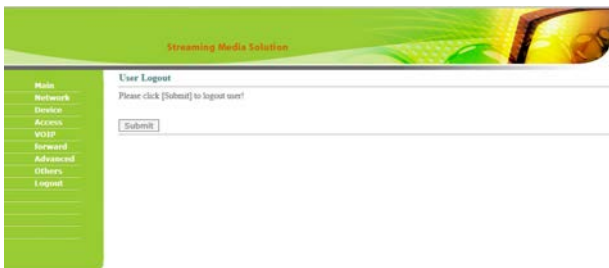 Streaming Media Solution
Main
Network
Device
Access
VOIP
forward
Advanced
Others
Logout
User Logout
Please click [Submit] to logout user!
Submit